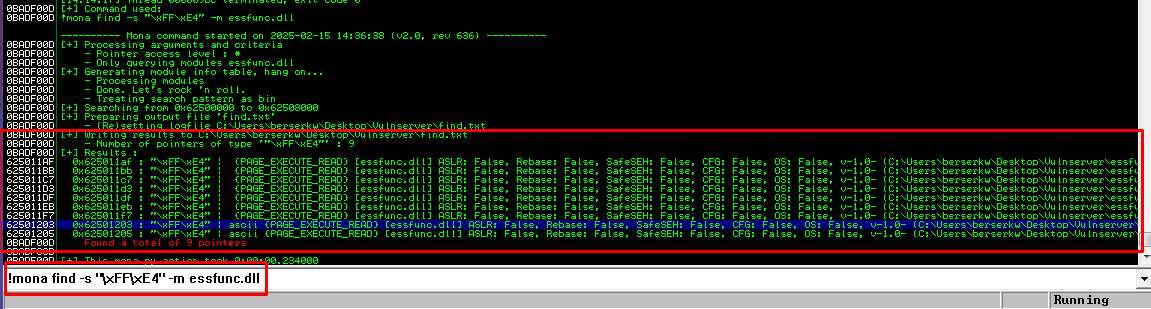 0BADF00D [+] Command used:
0BADF00D !mona find -s "\xFF\xE4" -m essfunc.dll
---------- Mona command started on 2025-02-15 14:36:38 (v2.0, rev 636) ----------
0BADF00D [+] Processing arguments and criteria
0BADF00D - Pointer access level : *
0BADF00D - Only querying modules essfunc.dll
0BADF00D [+] Generating module info table, hang on...
0BADF00D - Processing modules
0BADF00D - Done. Let's rock 'n roll.
0BADF00D - Treating search pattern as bin
0BADF00D [+] Searching from 0x62500000 to 0x62508000
0BADF00D [+] Preparing output file 'find.txt'
0BADF00D - (Re)setting logfile C:\Users\berserkw\Desktop\Vulnserver\find.txt
0BADF00D [+] Writing results to C:\Users\berserkw\Desktop\Vulnserver\find.txt
0BADF00D - Number of pointers of type '"\xFF\xE4"' : 9
0BADF00D [+] Results :
625011AF 0x625011af : "\xFF\xE4" | {PAGE_EXECUTE_READ} [essfunc.dll] ASLR: False, Rebase: False, SafeSEH: False, CFG: False, OS: False, v-1.0- (C:\Users\berserkw\Desktop\Vulnserver\essfu
625011BB 0x625011bb : "\xFF\xE4" | {PAGE_EXECUTE_READ} [essfunc.dll] ASLR: False, Rebase: False, SafeSEH: False, CFG: False, OS: False, v-1.0- (C:\Users\berserkw\Desktop\Vulnserver\essfu
625011C7 0x625011c7 : "\xFF\xE4" | {PAGE_EXECUTE_READ} [essfunc.dll] ASLR: False, Rebase: False, SafeSEH: False, CFG: False, OS: False, v-1.0- (C:\Users\berserkw\Desktop\Vulnserver\essfu
625011D3 0x625011d3 : "\xFF\xE4" | {PAGE_EXECUTE_READ} [essfunc.dll] ASLR: False, Rebase: False, SafeSEH: False, CFG: False, OS: False, v-1.0- (C:\Users\berserkw\Desktop\Vulnserver\essfu
625011DF 0x625011df : "\xFF\xE4" | {PAGE_EXECUTE_READ} [essfunc.dll] ASLR: False, Rebase: False, SafeSEH: False, CFG: False, OS: False, v-1.0- (C:\Users\berserkw\Desktop\Vulnserver\essfu
625011EB 0x625011eb : "\xFF\xE4" | {PAGE_EXECUTE_READ} [essfunc.dll] ASLR: False, Rebase: False, SafeSEH: False, CFG: False, OS: False, v-1.0- (C:\Users\berserkw\Desktop\Vulnserver\essfu
625011F7 0x625011f7 : "\xFF\xE4" | {PAGE_EXECUTE_READ} [essfunc.dll] ASLR: False, Rebase: False, SafeSEH: False, CFG: False, OS: False, v-1.0- (C:\Users\berserkw\Desktop\Vulnserver\essfu
62501203 0x62501203 : "\xFF\xE4" | ascii {PAGE_EXECUTE_READ} [essfunc.dll] ASLR: False, Rebase: False, SafeSEH: False, CFG: False, OS: False, v-1.0- (C:\Users\berserkw\Desktop\Vulnserver\
62501205 0x62501205 : "\xFF\xE4" | ascii {PAGE_EXECUTE_READ} [essfunc.dll] ASLR: False, Rebase: False, SafeSEH: False, CFG: False, OS: False, v-1.0- (C:\Users\berserkw\Desktop\Vulnserver\
0BADF00D Found a total of 9 pointers
0BADF00D
0BADF00D [+] This mona.py action took 0:00:00.234000
!mona find -s "\xFF\xE4" -m essfunc.dll
Running